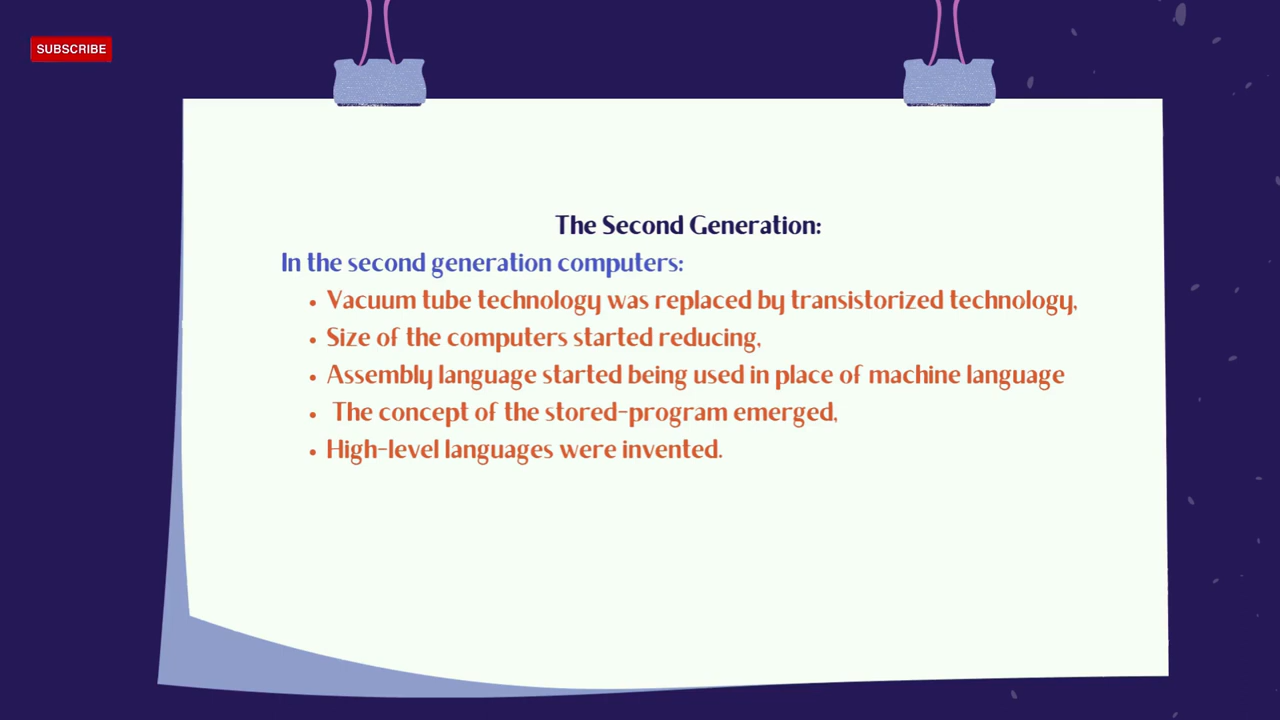 SUBSCRIBE
The Second Generation:
In the second generation computers:
• Vacuum tube technology was replaced by transistorized technology,
• Size of the computers started reducing,
• Assembly language started being used in place of machine language
• The concept of the stored-program emerged,
• High-level languages were invented.